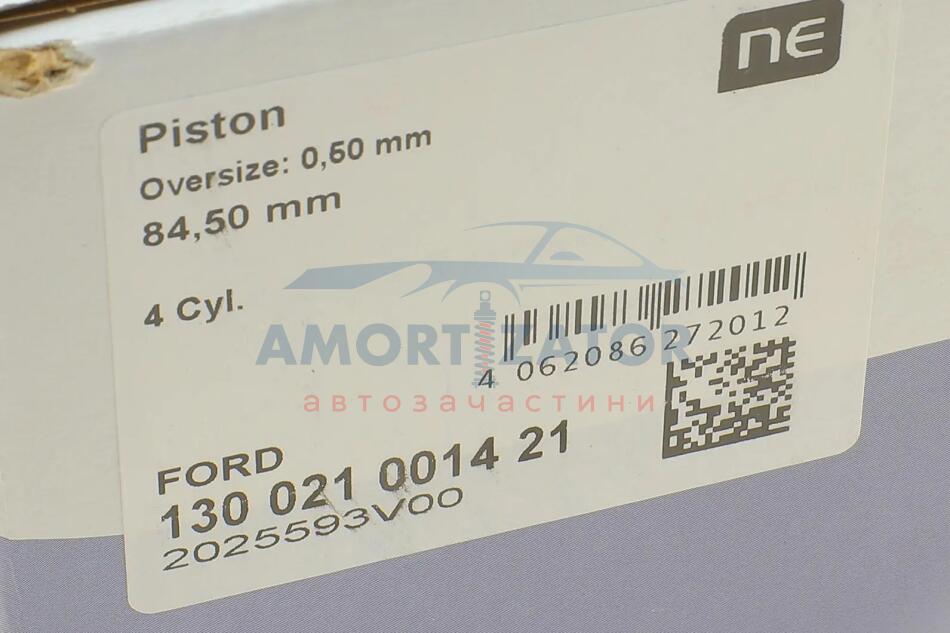 ne
Piston
Oversize: 0,50 mm
84,50 mm
4 Cyl.
4 062086 272012
AMORTIZATOR
автозачастини
FORD
130 021 0014 21
2025593V00